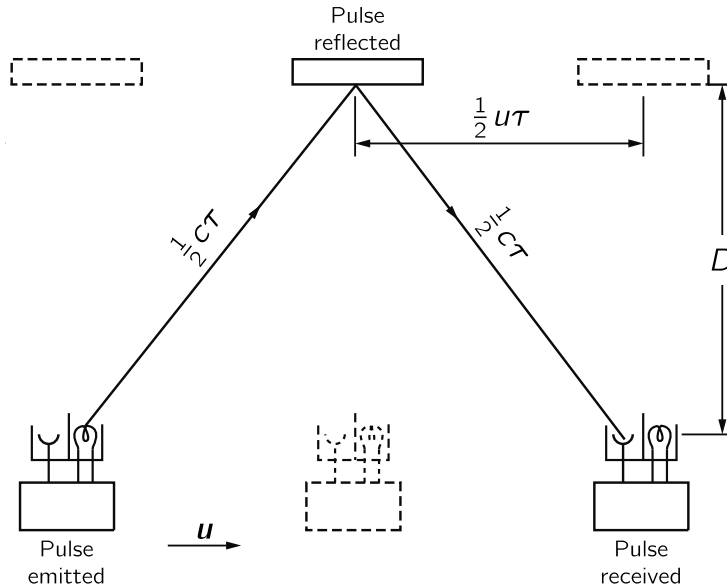 Pulse
reflected
½ uτ
½ cτ
½ cτ
D
u
Pulse
emitted
Pulse
received